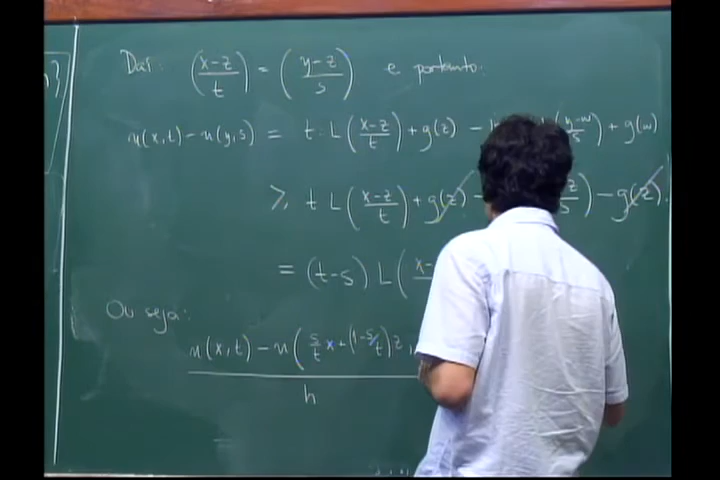 Daí: ((x-z)/t) = ((y-z)/s) e portanto:
u(x,t) - u(y,s) = t. L((x-z)/t) + g(z) - (y-w)/s) + g(w)
≥ t L((x-z)/t) + g(z) - z/s) - g(z).
= (t-s) L(x-
Ou seja:
u(x,t) - u(s/t x + (1-s/t)z,
h
=